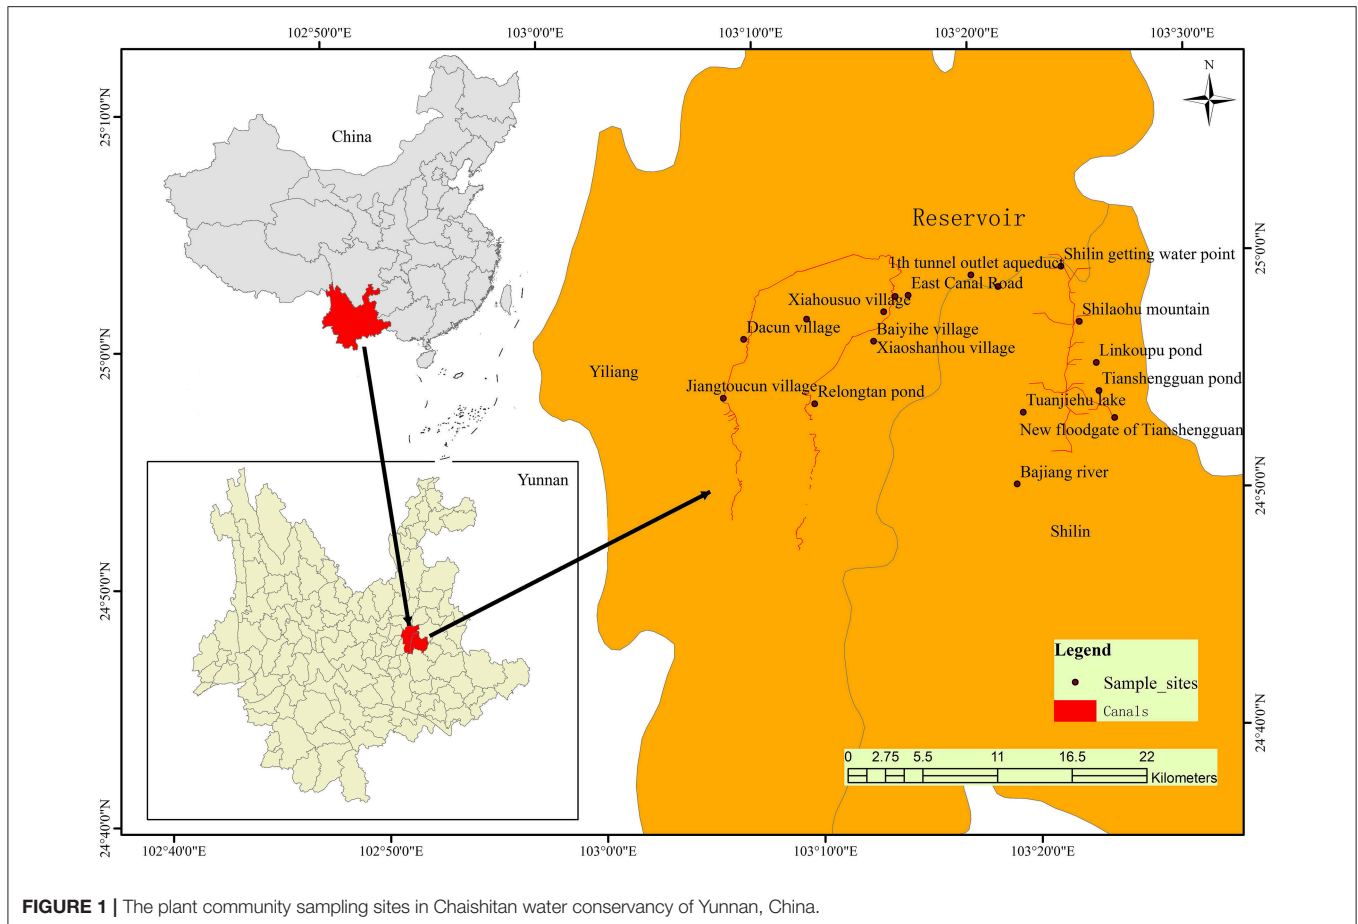 102°50'0"E
103°0'0"E
103°10'0"E
103°20'0"E
103°30'0"E
25°10'0"N
25°0'0"N
24°50'0"N
24°40'0"N
China
N
Reservoir
25°0'0"N
24°50'0"N
24°40'0"N
Shilin getting water point
1th tunnel outlet aqueduct
East Canal Road
Xiahousuo village
Shilaohu mountain
Dacun village
Baiyihe village
Xiaoshanhou village
Linkoupu pond
Yiliang
Tianshengguan pond
Jiangtoucun village
Relongtan pond
Tuanjiehu lake
New floodgate of Tianshengguan
Bajiang river
Yunnan
Shilin
Legend
Sample_sites
Canals
0 2.75 5.5 11 16.5 22
Kilometers
102°40'0"E
102°50'0"E
103°0'0"E
103°10'0"E
103°20'0"E
FIGURE 1 | The plant community sampling sites in Chaishitan water conservancy of Yunnan, China.